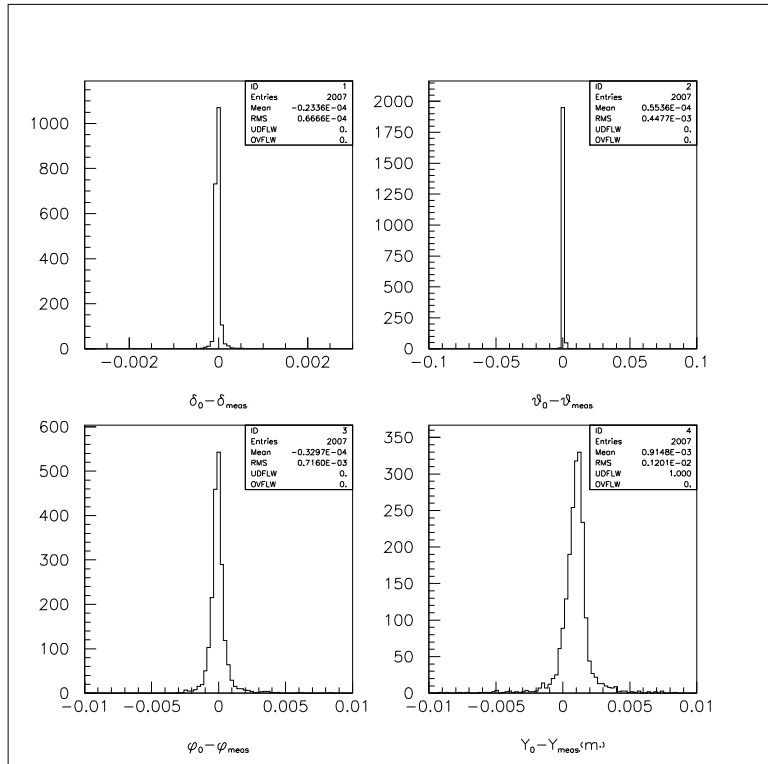 ID 1
Entries 2007
Mean -0.2336E-04
RMS 0.6666E-04
UDFLW 0.
OVFLW 0.
1000
800
600
400
200
0
-0.002 0 0.002
δ₀-δmeas.
ID 2
Entries 2007
Mean 0.5536E-04
RMS 0.4477E-03
UDFLW 0.
OVFLW 0.
2000
1750
1500
1250
1000
750
500
250
0
-0.1 -0.05 0 0.05 0.1
ϑ₀-ϑmeas.
ID 3
Entries 2007
Mean -0.3297E-04
RMS 0.7160E-03
UDFLW 0.
OVFLW 0.
600
500
400
300
200
100
0
-0.01 -0.005 0 0.005 0.01
φ₀-φmeas.
ID 4
Entries 2007
Mean 0.9148E-03
RMS 0.1201E-02
UDFLW 1.000
OVFLW 0.
350
300
250
200
150
100
50
0
-0.01 -0.005 0 0.005 0.01
Y₀-Ymeas.(m.)